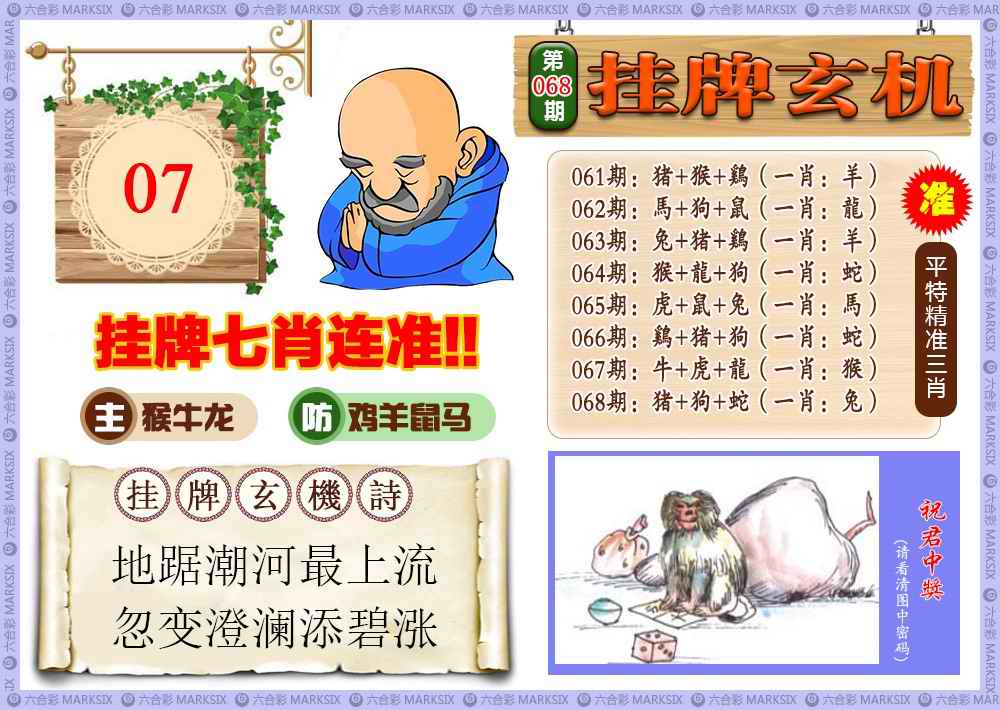 六合彩 MARKSIX
07
第
068
期
挂牌玄机
061期：猪+猴+鷄（一肖：羊）
062期：馬+狗+鼠（一肖：龍）
063期：兔+猪+鷄（一肖：羊）
064期：猴+龍+狗（一肖：蛇）
065期：虎+鼠+兔（一肖：馬）
066期：鷄+猪+狗（一肖：蛇）
067期：牛+虎+龍（一肖：猴）
068期：猪+狗+蛇（一肖：兔）
准
平特精准三肖
挂牌七肖连准!!
主 猴牛龙
防 鸡羊鼠马
挂牌玄機詩
地踞潮河最上流
忽变澄澜添碧涨
祝君中獎
（请看清图中密码）